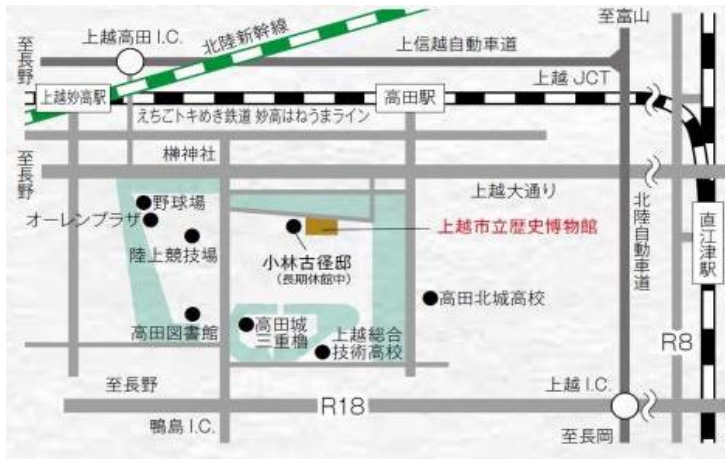 至富山
上越高田 I.C.
北陸新幹線
上信越自動車道
至長野
上越 JCT
上越妙高駅
高田駅
えちごトキめき鉄道 妙高はねうまライン
榊神社
至長野
上越大通り
野球場
オーレンプラザ
陸上競技場
上越市立歴史博物館
小林古径邸
(長期休館中)
北陸自動車道
直江津駅
高田北城高校
高田図書館
高田城
三重櫓
上越総合
技術高校
R8
至長野
上越 I.C.
R18
鴨島 I.C.
至長岡